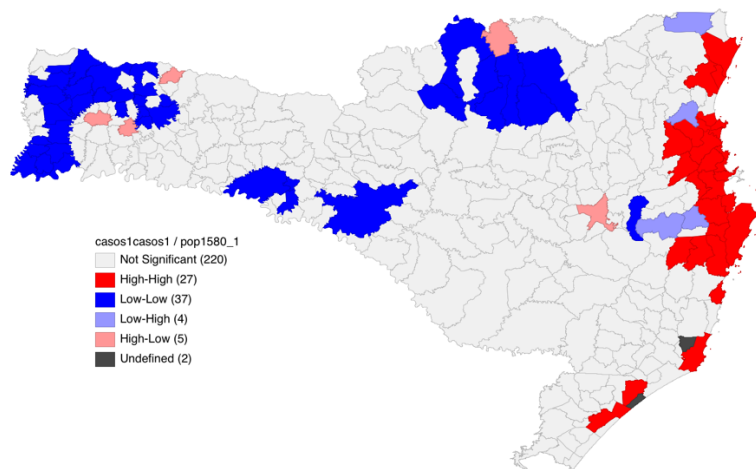 casos1casos1 / pop1580_1
Not Significant (220)
High-High (27)
Low-Low (37)
Low-High (4)
High-Low (5)
Undefined (2)